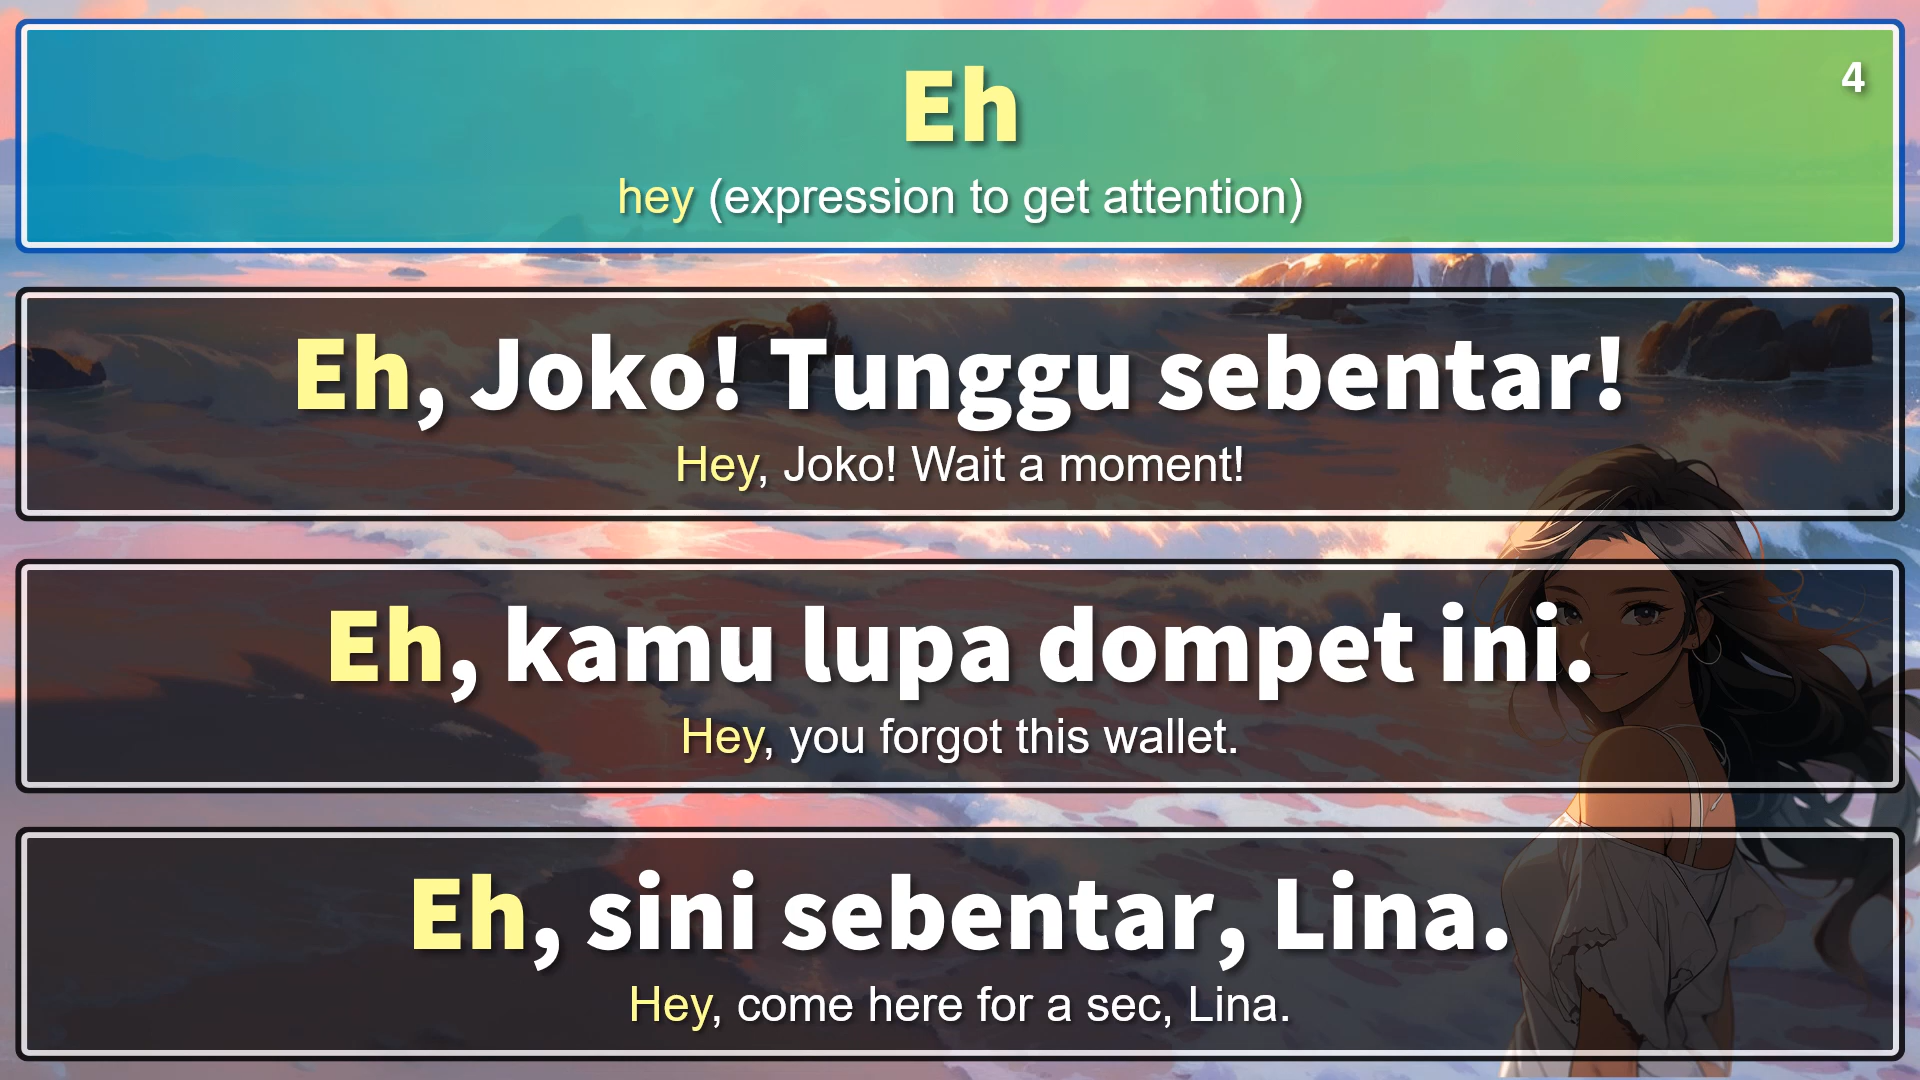 Eh
4
hey (expression to get attention)
Eh, Joko! Tunggu sebentar!
Hey, Joko! Wait a moment!
Eh, kamu lupa dompet ini.
Hey, you forgot this wallet.
Eh, sini sebentar, Lina.
Hey, come here for a sec, Lina.